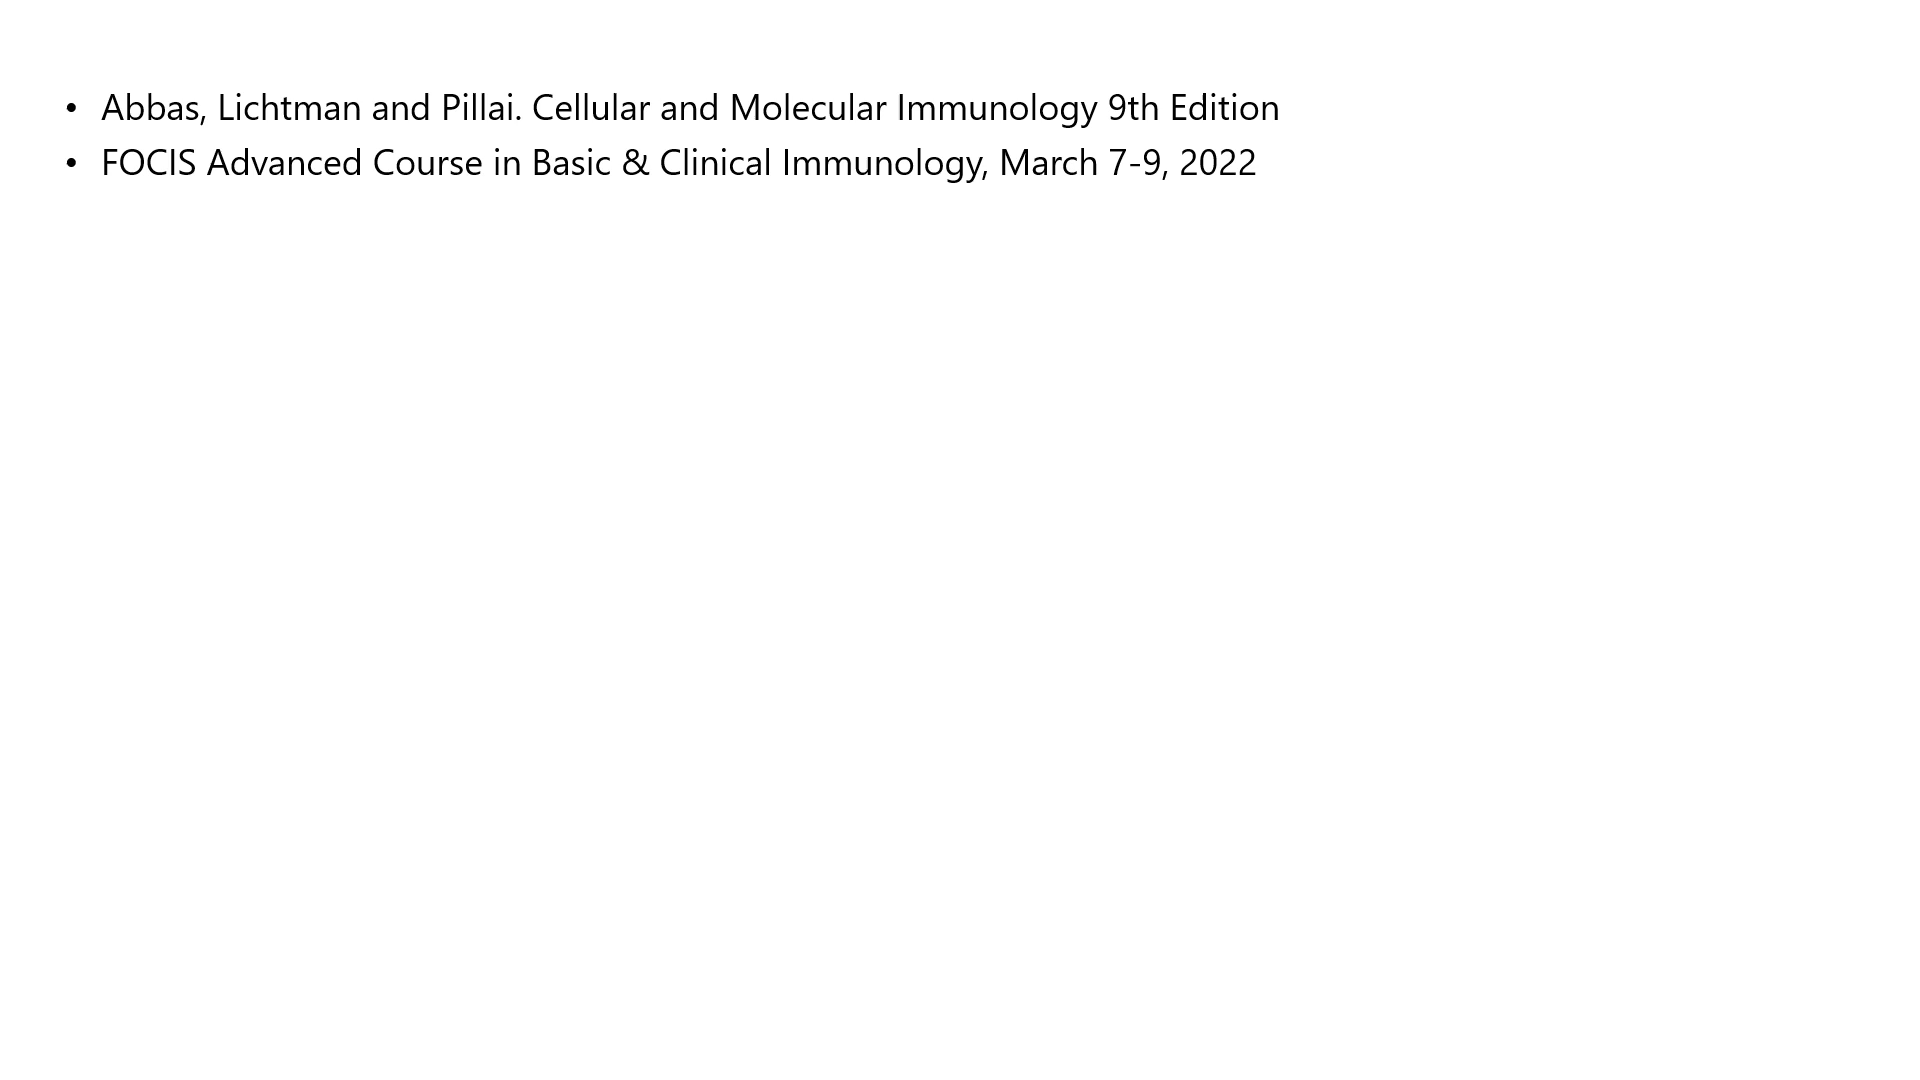 • Abbas, Lichtman and Pillai. Cellular and Molecular Immunology 9th Edition
• FOCIS Advanced Course in Basic & Clinical Immunology, March 7-9, 2022